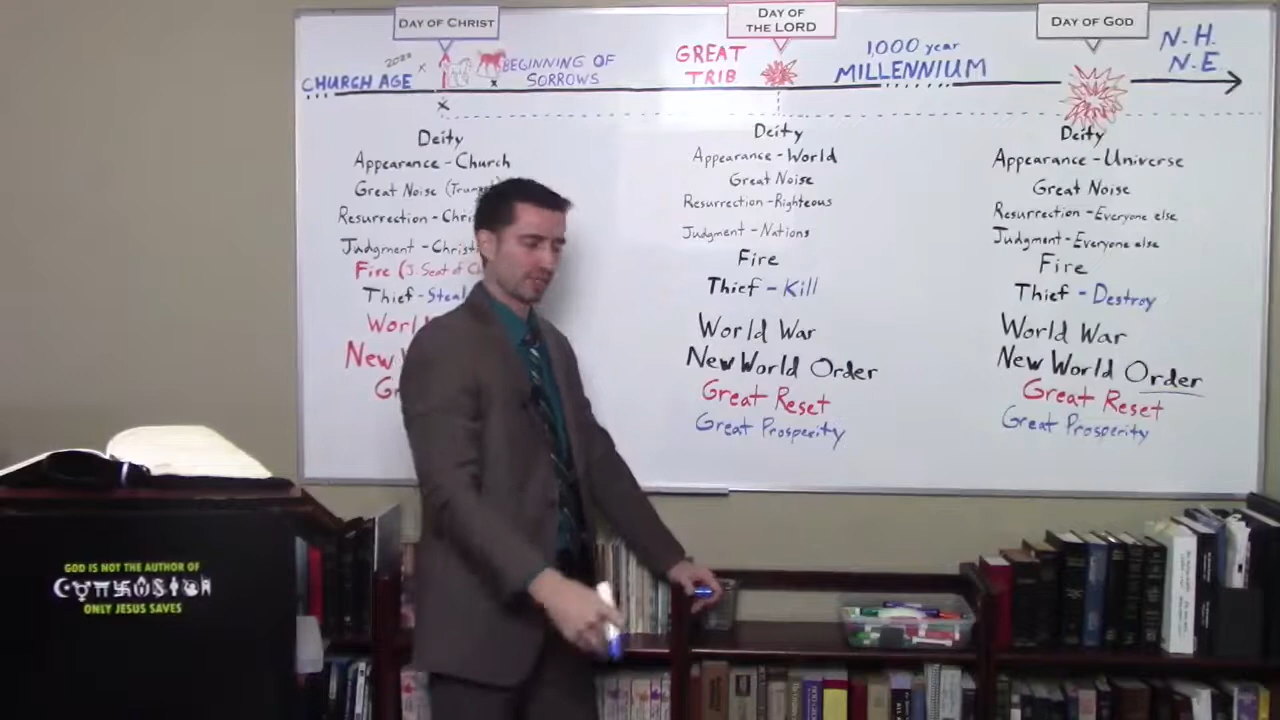 DAY OF CHRIST
DAY OF
THE LORD
DAY OF GOD
CHURCH AGE
BEGINNING OF
SORROWS
GREAT
TRIB
1,000 year
MILLENNIUM
N.H.
N.E.
Deity
Appearance - Church
Great Noise
Resurrection -
Judgment -
Fire
Thief -
New
Deity
Appearance - World
Great Noise
Resurrection - Righteous
Judgment - Nations
Fire
Thief - Kill
World War
New World Order
Great Reset
Great Prosperity
Deity
Appearance - Universe
Great Noise
Resurrection - Everyone else
Judgment - Everyone else
Fire
Thief - Destroy
World War
New World Order
Great Reset
Great Prosperity
GOD IS NOT THE AUTHOR OF
ONLY JESUS SAVES